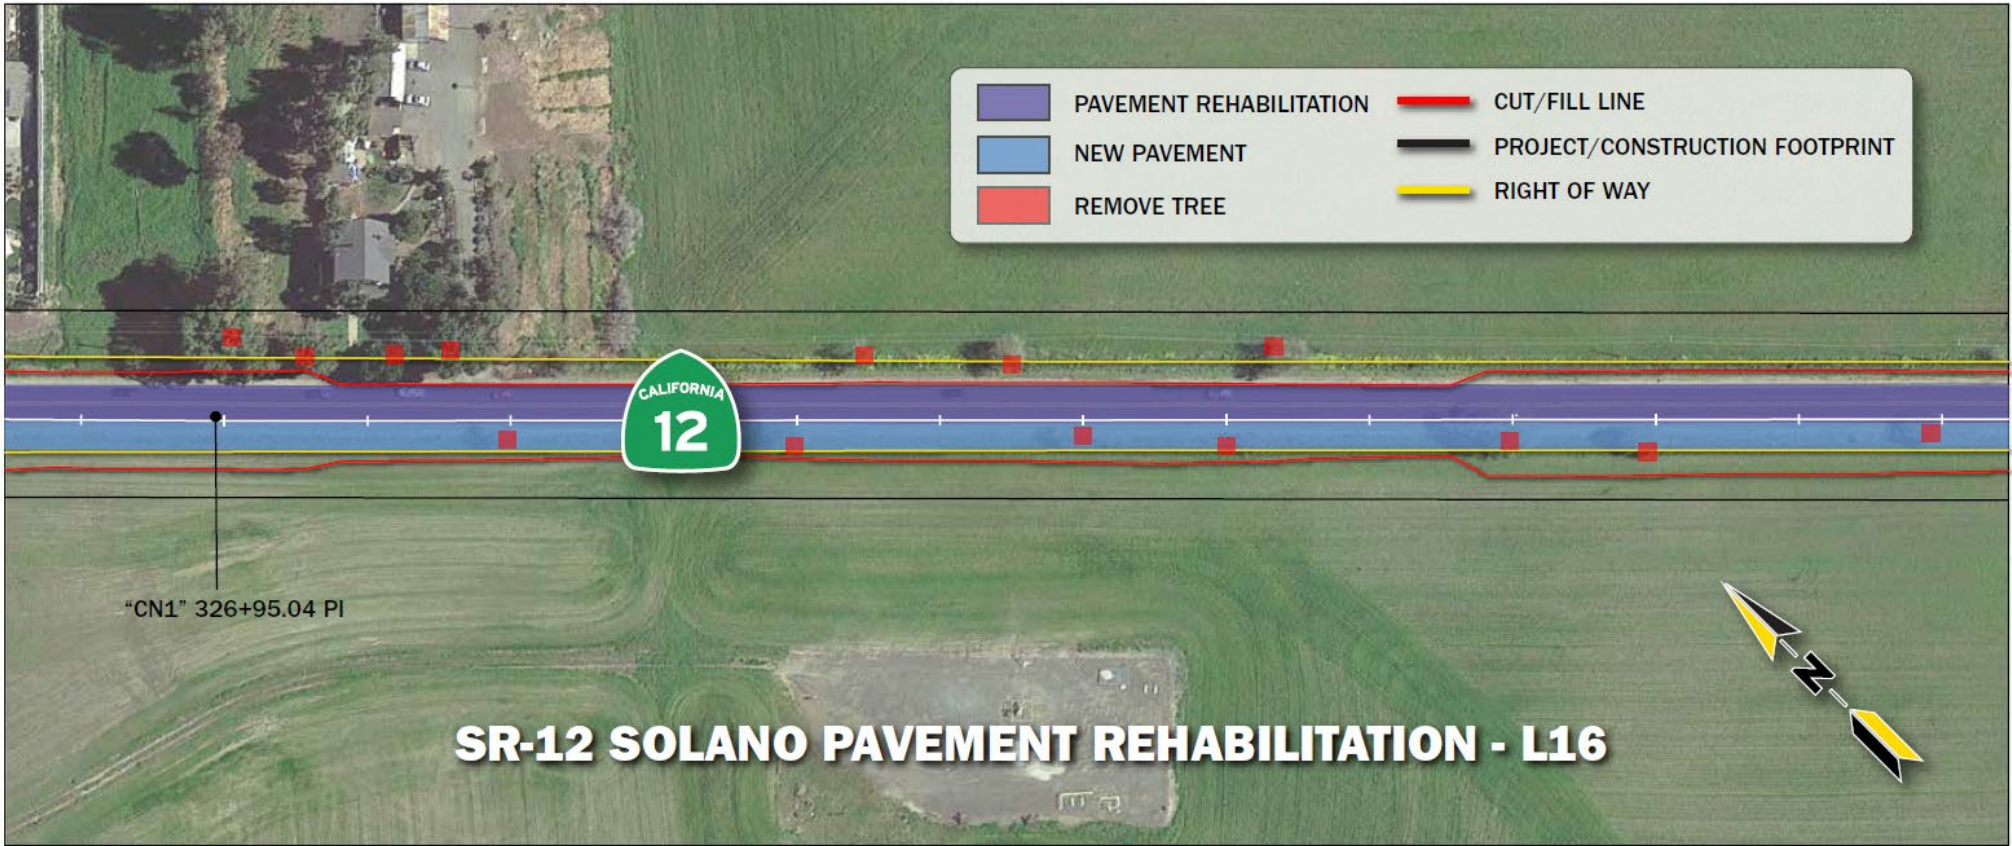 PAVEMENT REHABILITATION
NEW PAVEMENT
REMOVE TREE
CUT/FILL LINE
PROJECT/CONSTRUCTION FOOTPRINT
RIGHT OF WAY
CALIFORNIA
12
“CN1” 326+95.04 PI
N
SR-12 SOLANO PAVEMENT REHABILITATION - L16